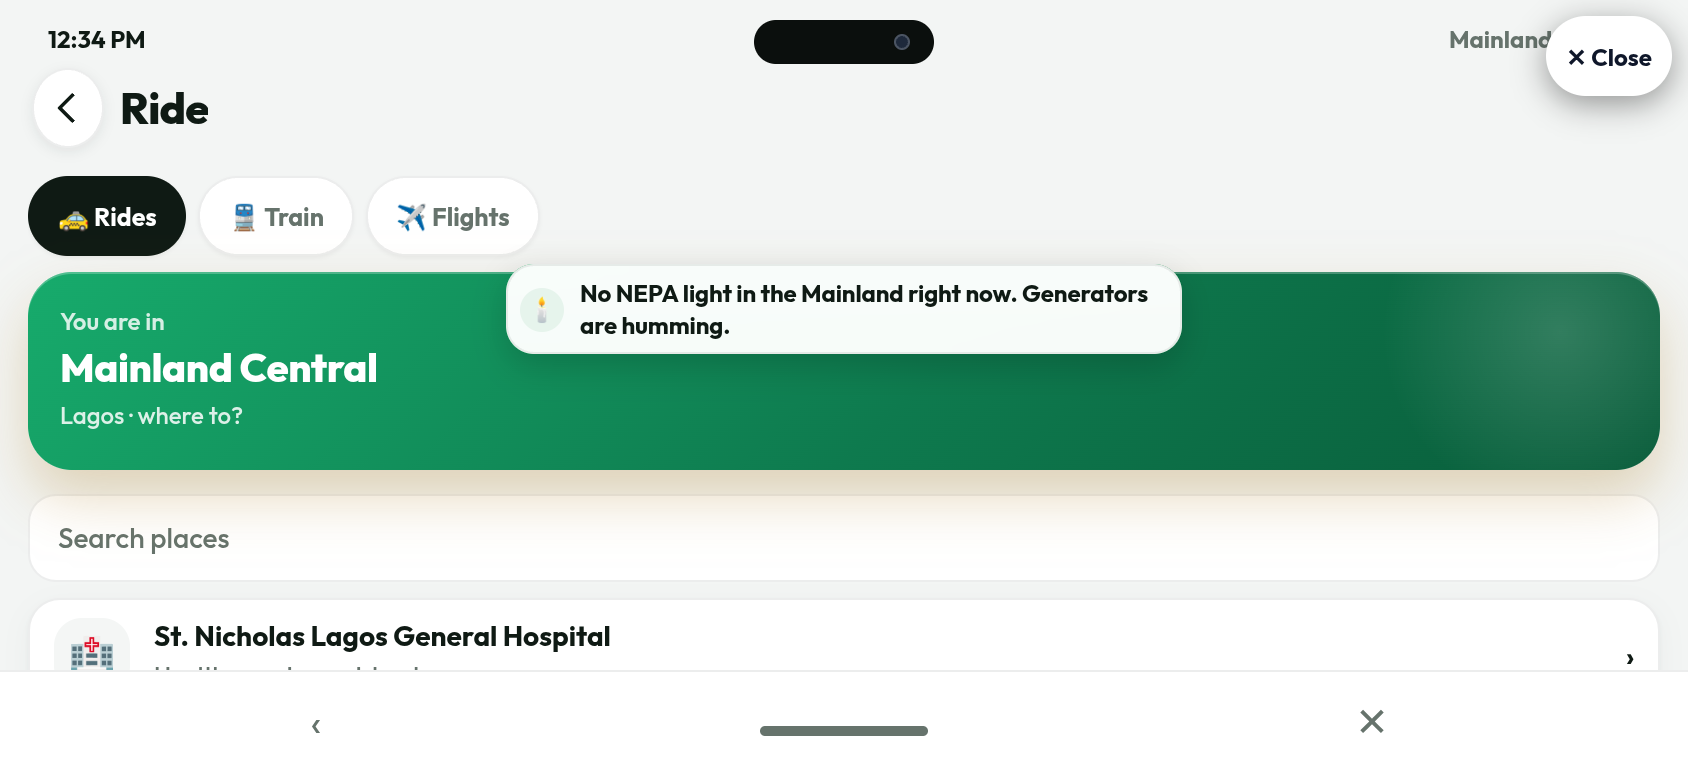 12:34 PM
Mainland
✕ Close
Ride
Rides
Train
Flights
No NEPA light in the Mainland right now. Generators
are humming.
You are in
Mainland Central
Lagos · where to?
Search places
St. Nicholas Lagos General Hospital